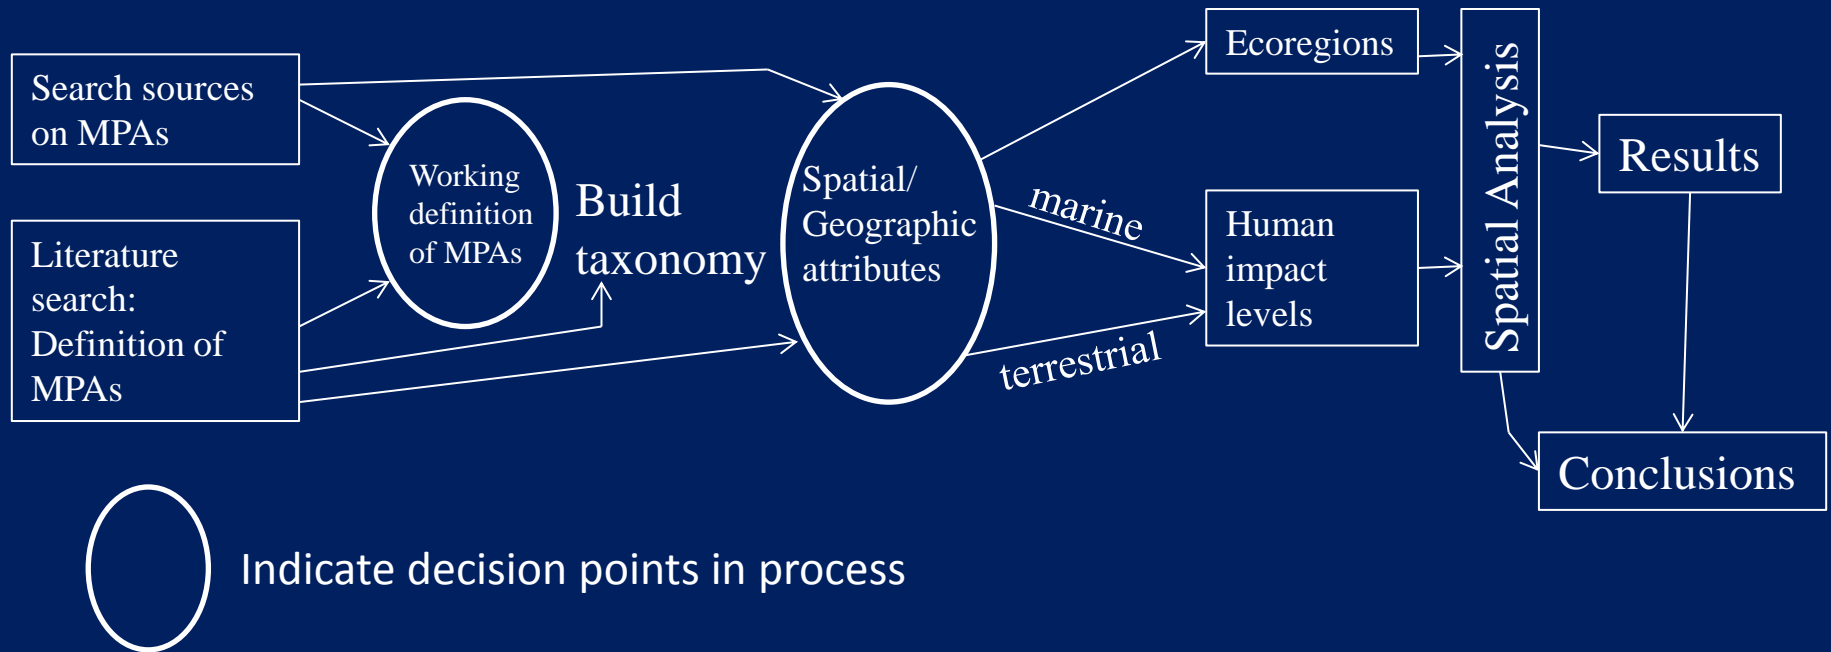 Search sources
on MPAs
Literature
search:
Definition of
MPAs
Working
definition
of MPAs
Build
taxonomy
Spatial/
Geographic
attributes
marine
terrestrial
Ecoregions
Human
impact
levels
Spatial Analysis
Results
Conclusions
Indicate decision points in process